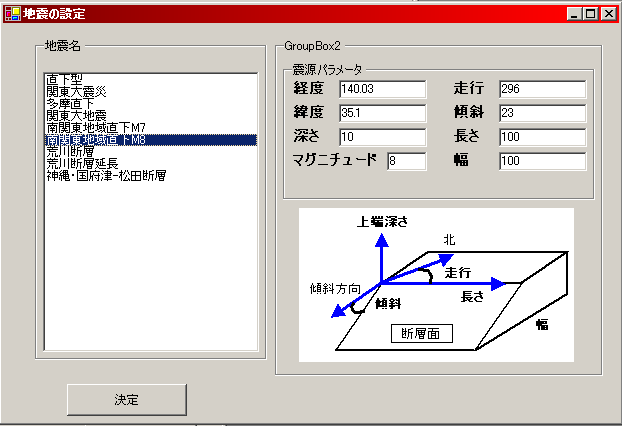 地震の設定
地震名
直下型
関東大震災
多摩直下
関東大地震
南関東地域直下M7
南関東地域直下M8
荒川断層
荒川断層延長
神縄・国府津-松田断層
決定
GroupBox2
震源パラメータ
経度 140.03 走行 296
緯度 35.1 傾斜 23
深さ 10 長さ 100
マグニチュード 8 幅 100
上端深さ
北
走行
傾斜方向
長さ
傾斜
幅
断層面